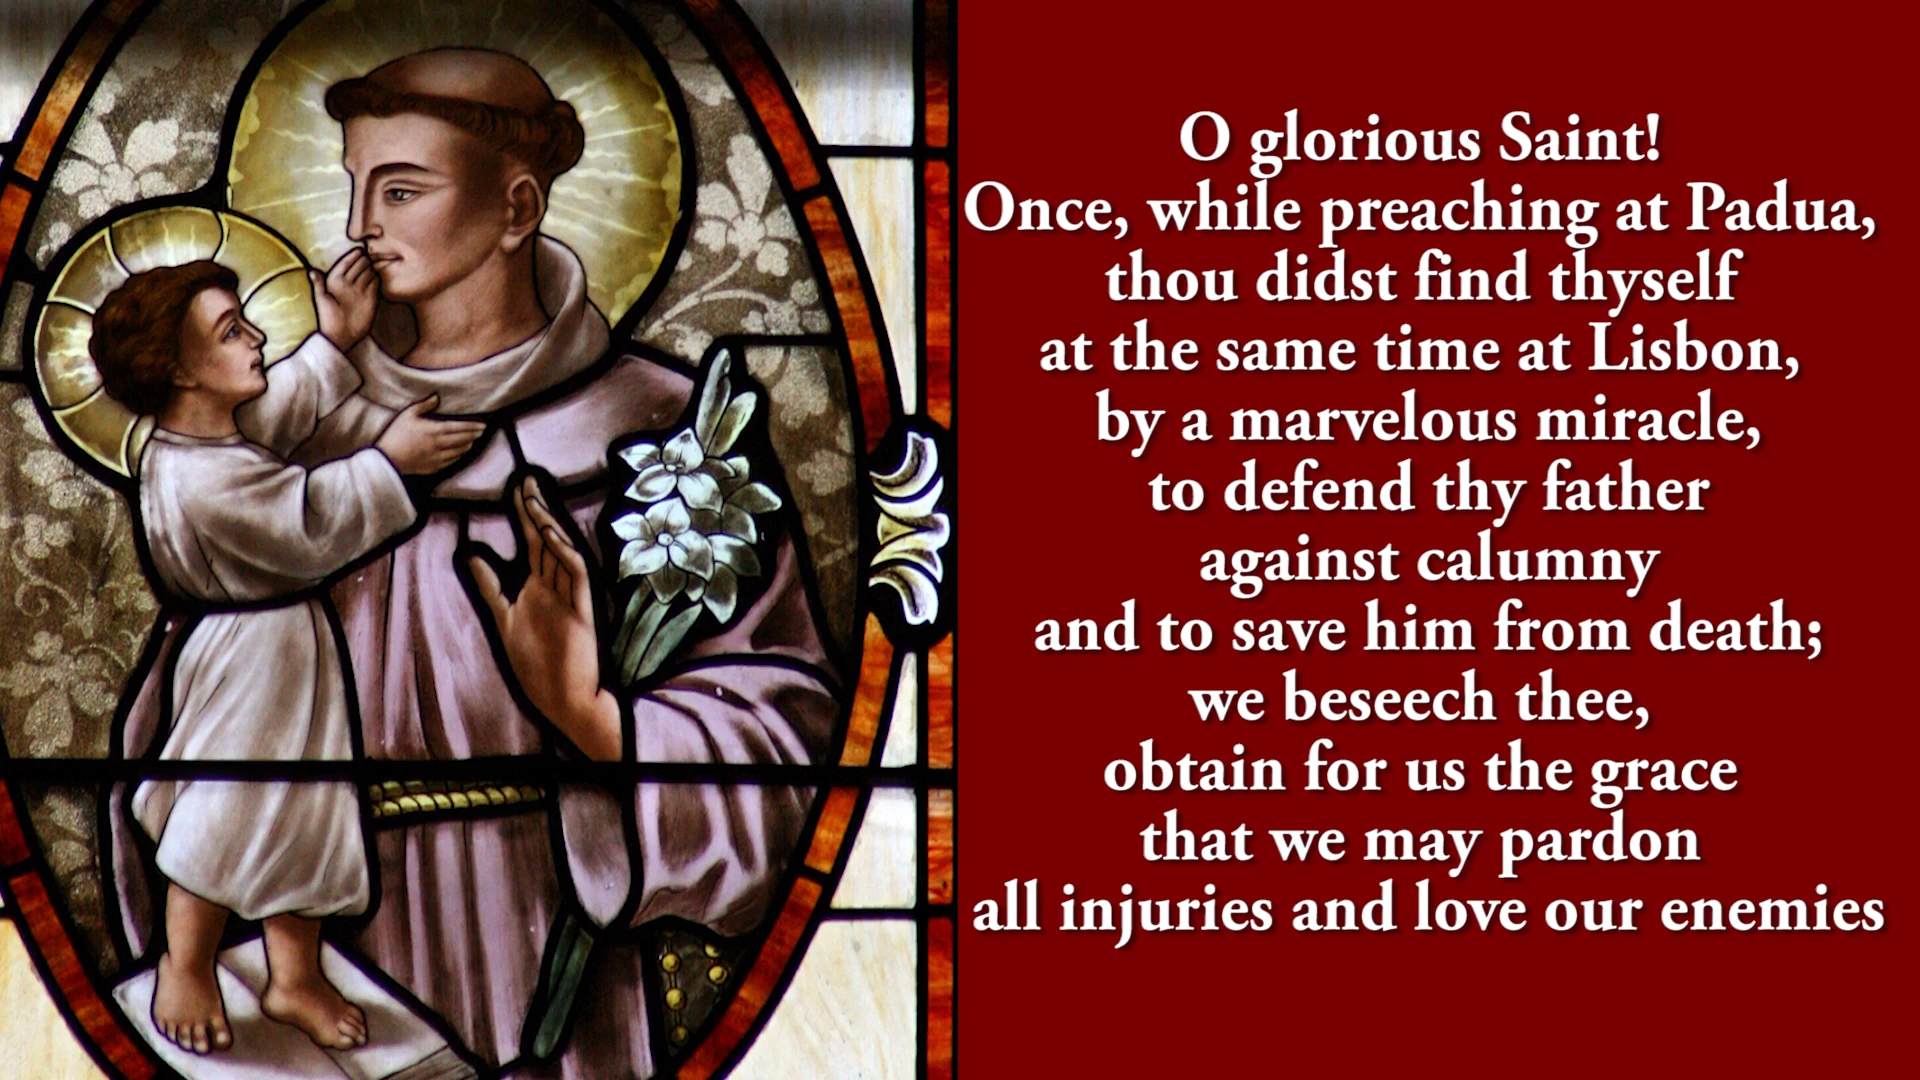 O glorious Saint!
Once, while preaching at Padua,
thou didst find thyself
at the same time at Lisbon,
by a marvelous miracle,
to defend thy father
against calumny
and to save him from death;
we beseech thee,
obtain for us the grace
that we may pardon
all injuries and love our enemies